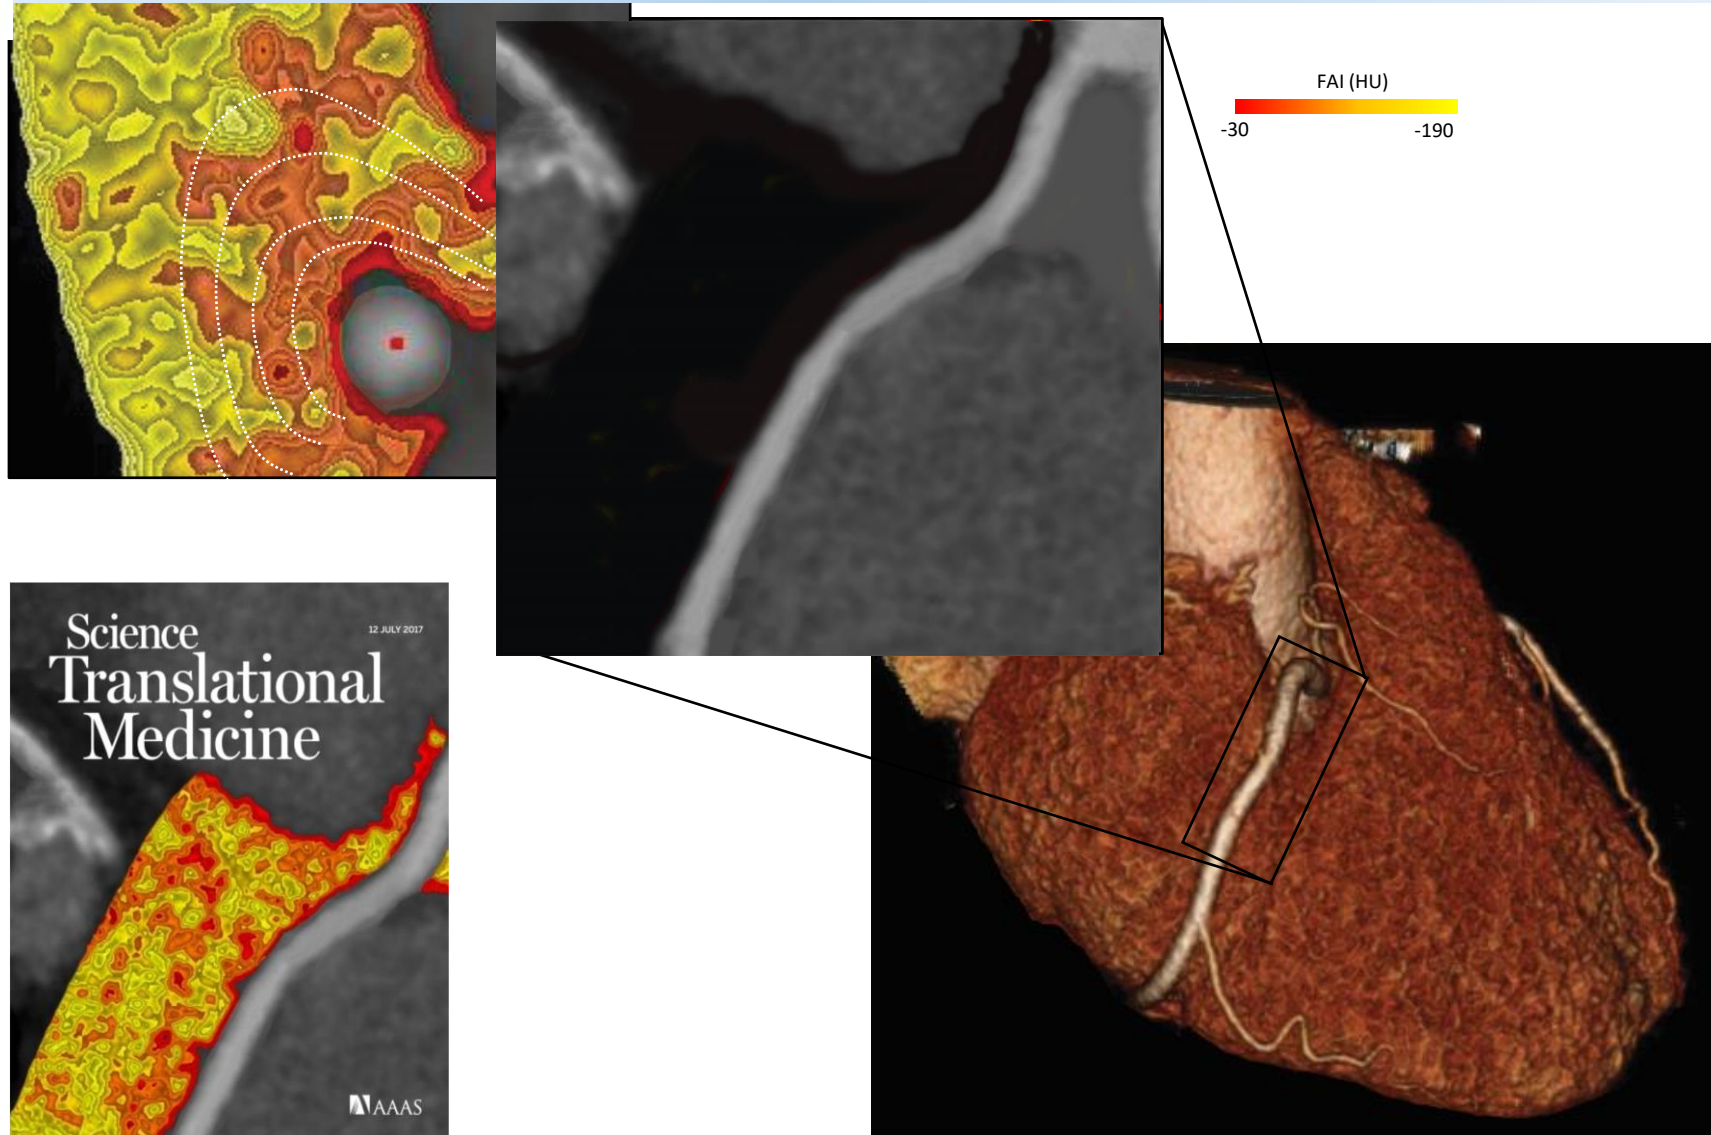 FAI (HU)
-30
-190
Science
12 JULY 2017
Translational
Medicine
AAAS